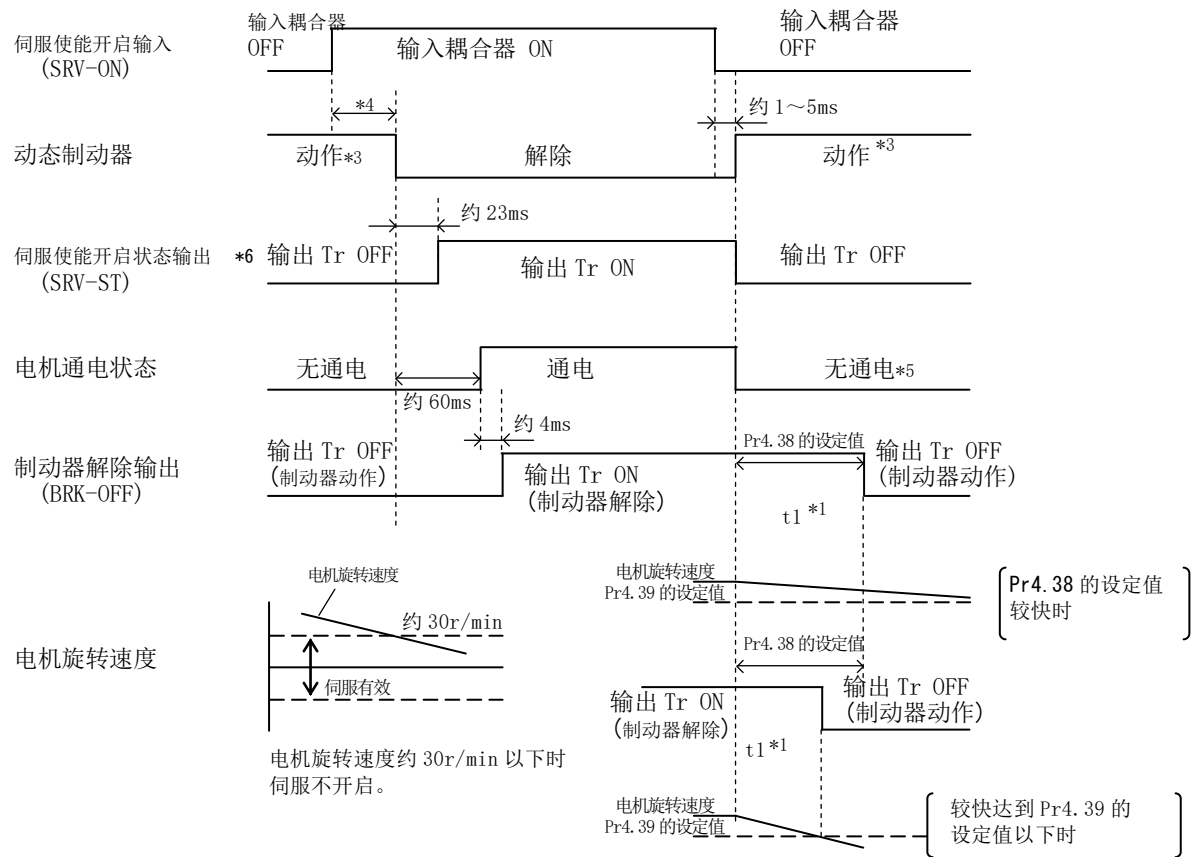 伺服使能开启输入
(SRV-ON)
输入耦合器
OFF
输入耦合器 ON
输入耦合器
OFF
*4
约 1～5ms
动态制动器
动作*3
解除
动作*3
约 23ms
伺服使能开启状态输出 *6
(SRV-ST)
输出 Tr OFF
输出 Tr ON
输出 Tr OFF
电机通电状态
无通电
通电
无通电*5
约 60ms
约 4ms
制动器解除输出
(BRK-OFF)
输出 Tr OFF
(制动器动作)
输出 Tr ON
(制动器解除)
Pr4.38 的设定值
输出 Tr OFF
(制动器动作)
t1 *1
电机旋转速度
电机旋转速度
约 30r/min
伺服有效
电机旋转速度约 30r/min 以下时
伺服不开启。
电机旋转速度
Pr4.39 的设定值
Pr4.38 的设定值
较快时
Pr4.38 的设定值
输出 Tr ON
(制动器解除)
输出 Tr OFF
(制动器动作)
t1*1
电机旋转速度
Pr4.39 的设定值
较快达到 Pr4.39 的
设定值以下时